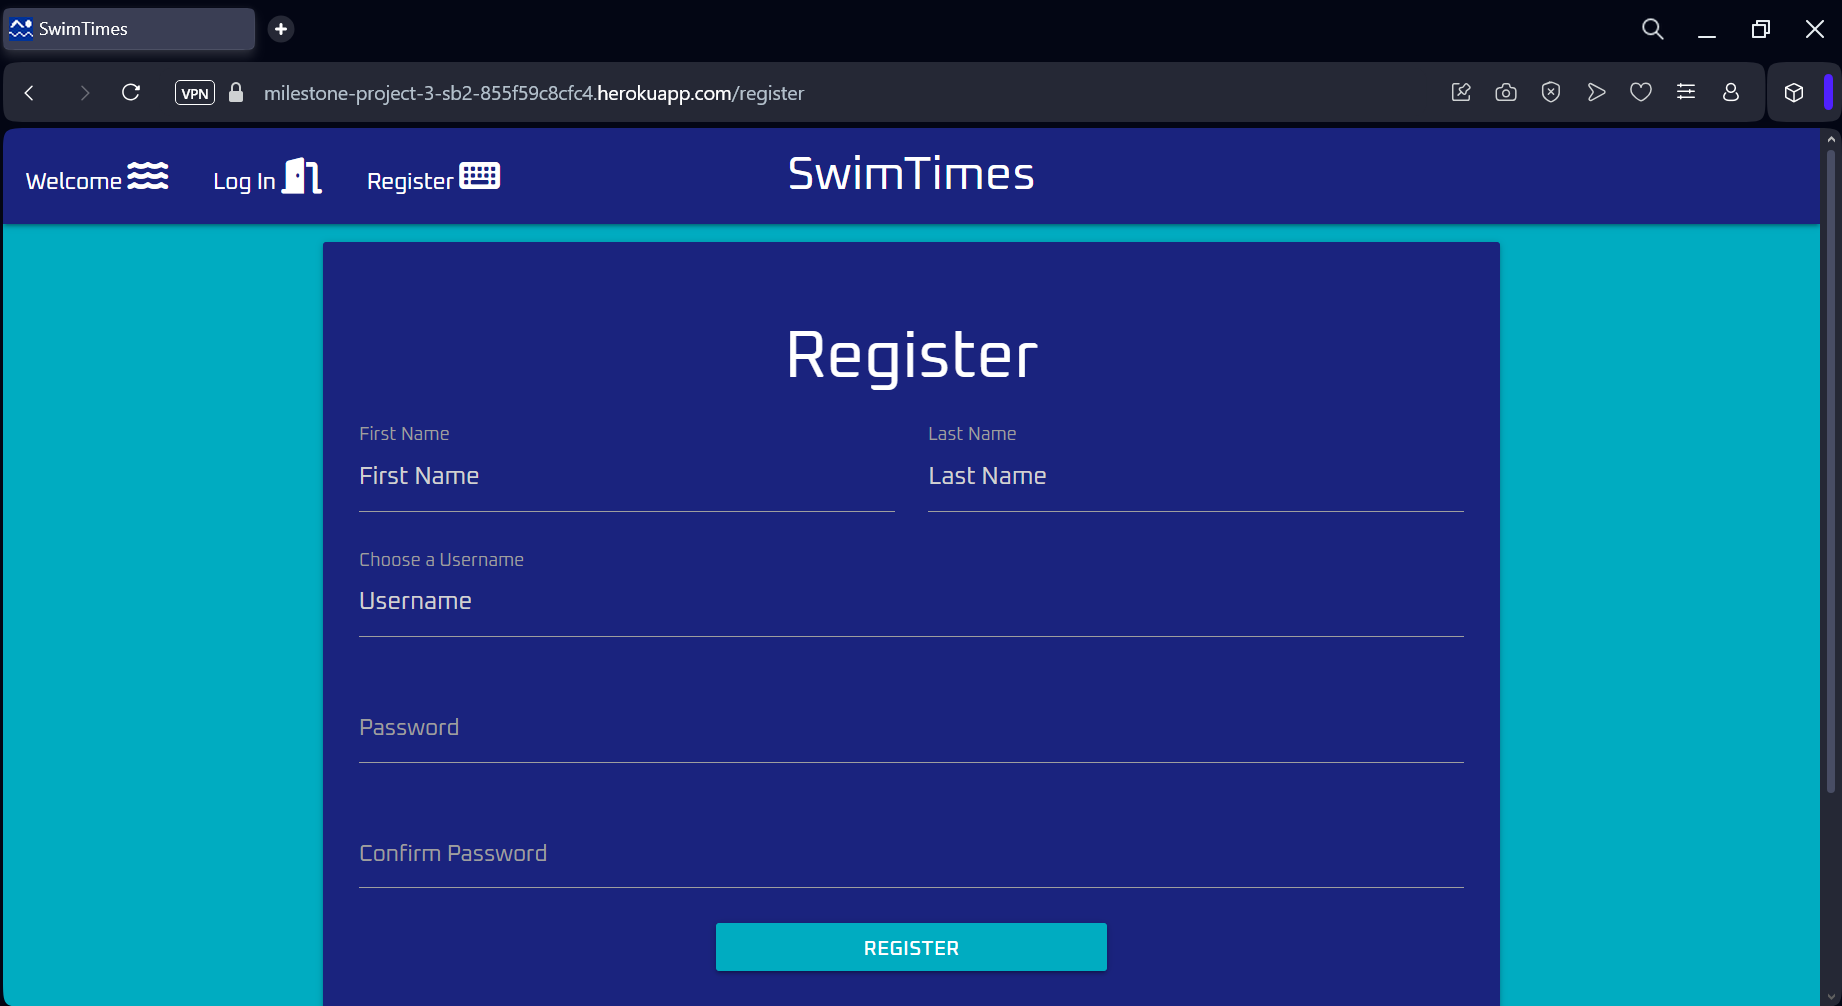 SwimTimes
VPN milestone-project-3-sb2-855f59c8cfc4.herokuapp.com/register
Welcome Log In Register SwimTimes
Register
First Name Last Name
First Name Last Name
Choose a Username
Username
Password
Confirm Password
REGISTER